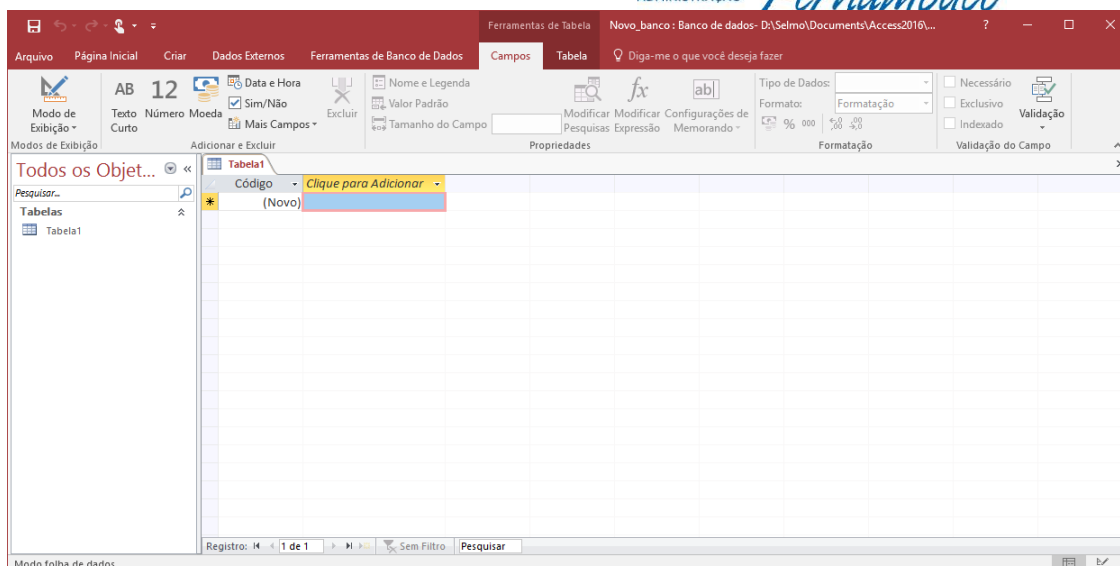 ADMINISTRAÇÃO Pernambuco
Ferramentas de Tabela Novo_banco : Banco de dados- D:\Selmo\Documents\Access2016\... ?
Arquivo Página Inicial Criar Dados Externos Ferramentas de Banco de Dados Campos Tabela Diga-me o que você deseja fazer
Modo de Exibição
AB Texto Curto
12 Número
Moeda
Data e Hora
Sim/Não
Mais Campos
Excluir
Nome e Legenda
Valor Padrão
Tamanho do Campo
Modificar Pesquisas
fx Modificar Expressão
ab Configurações de Memorando
Tipo de Dados:
Formato: Formatação
% 000 ,00 ,0
Necessário
Exclusivo
Indexado
Validação
Modos de Exibição Adicionar e Excluir Propriedades Formatação Validação do Campo
Todos os Objet... «
Pesquisar...
Tabelas
Tabela1
Tabela1
Código Clique para Adicionar
* (Novo)
Registro: 1 de 1 Sem Filtro Pesquisar
Modo folha de dados